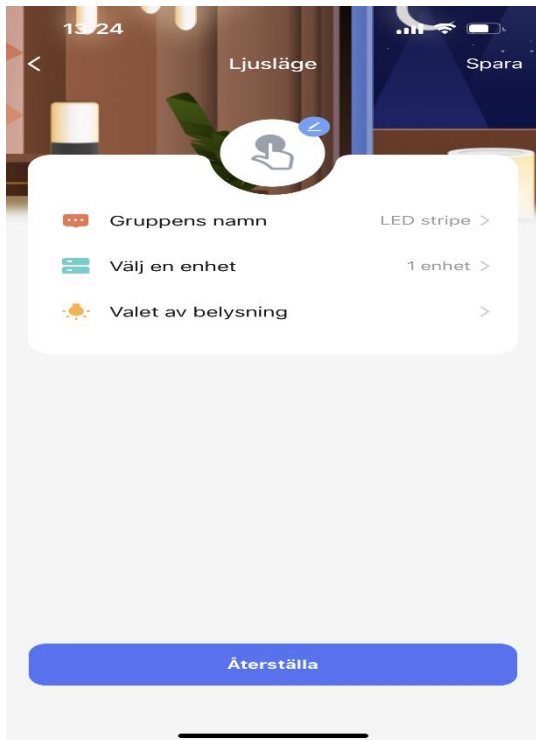 13:24
Ljusläge
Spara
Gruppens namn
LED stripe >
Välj en enhet
1 enhet >
Valet av belysning
>
Återställa